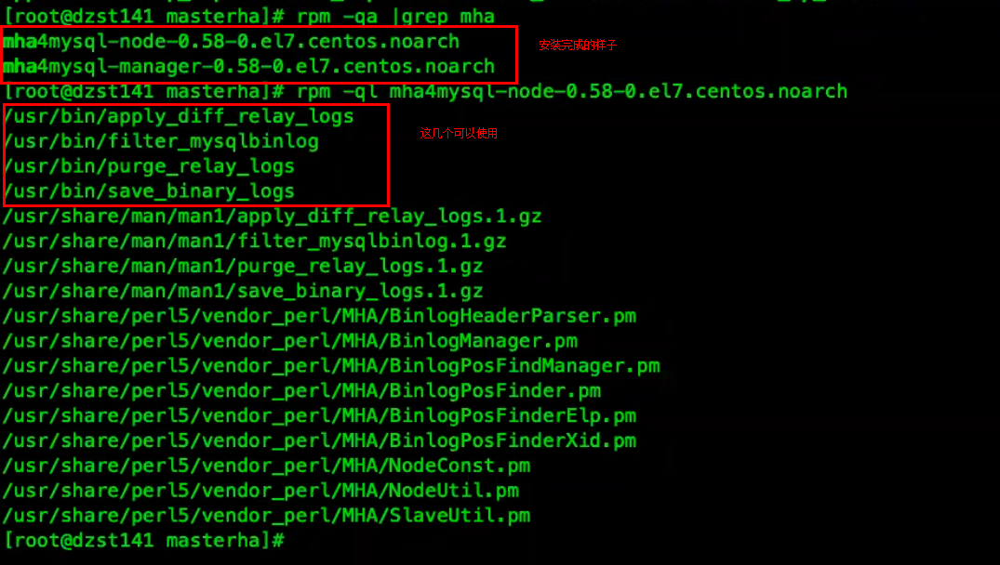 [root@dzst141 masterha]# rpm -qa |grep mha
mha4mysql-node-0.58-0.el7.centos.noarch
安装完成的样子
mha4mysql-manager-0.58-0.el7.centos.noarch
[root@dzst141 masterha]# rpm -ql mha4mysql-node-0.58-0.el7.centos.noarch
/usr/bin/apply_diff_relay_logs
/usr/bin/filter_mysqlbinlog
这几个可以使用
/usr/bin/purge_relay_logs
/usr/bin/save_binary_logs
/usr/share/man/man1/apply_diff_relay_logs.1.gz
/usr/share/man/man1/filter_mysqlbinlog.1.gz
/usr/share/man/man1/purge_relay_logs.1.gz
/usr/share/man/man1/save_binary_logs.1.gz
/usr/share/perl5/vendor_perl/MHA/BinlogHeaderParser.pm
/usr/share/perl5/vendor_perl/MHA/BinlogManager.pm
/usr/share/perl5/vendor_perl/MHA/BinlogPosFindManager.pm
/usr/share/perl5/vendor_perl/MHA/BinlogPosFinder.pm
/usr/share/perl5/vendor_perl/MHA/BinlogPosFinderElp.pm
/usr/share/perl5/vendor_perl/MHA/BinlogPosFinderXid.pm
/usr/share/perl5/vendor_perl/MHA/NodeConst.pm
/usr/share/perl5/vendor_perl/MHA/NodeUtil.pm
/usr/share/perl5/vendor_perl/MHA/SlaveUtil.pm
[root@dzst141 masterha]#